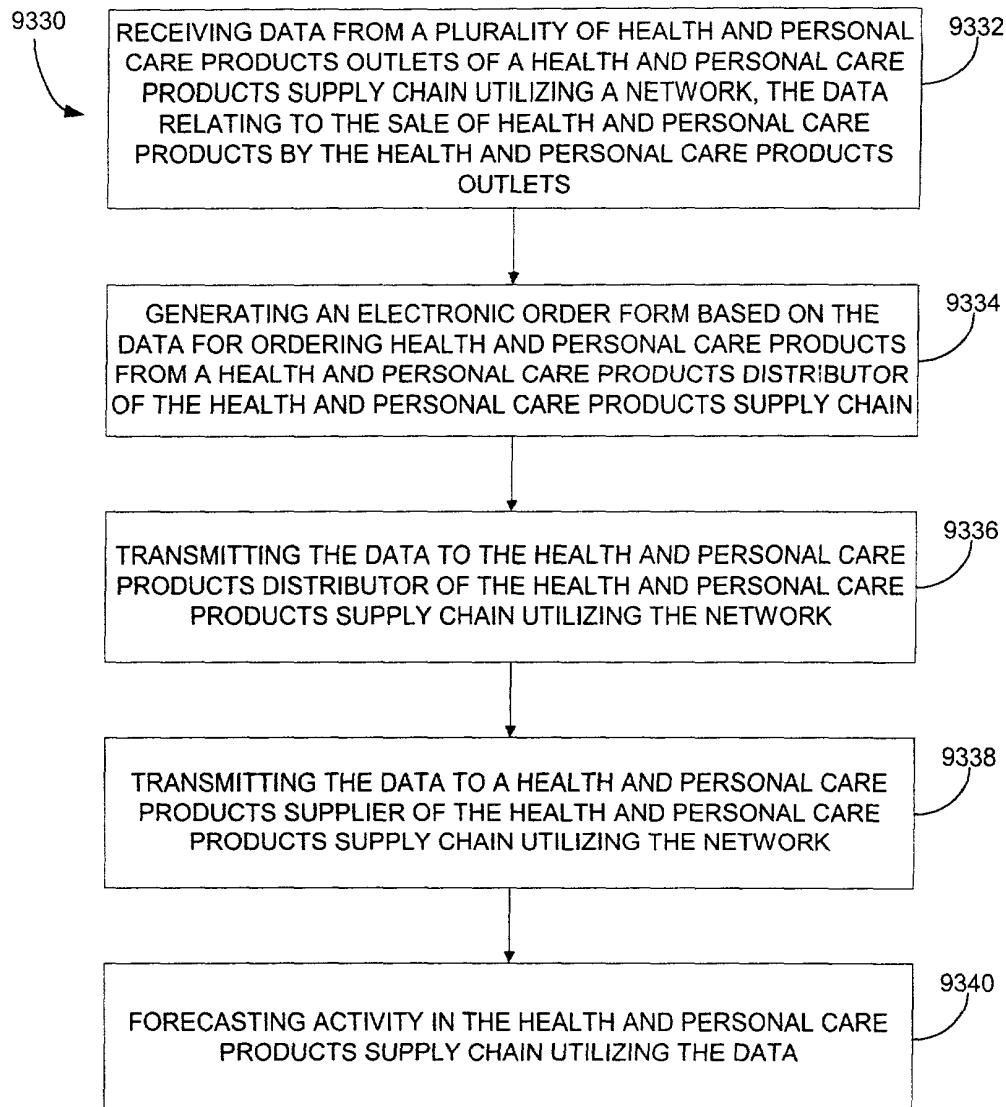 9330
RECEIVING DATA FROM A PLURALITY OF HEALTH AND PERSONAL
CARE PRODUCTS OUTLETS OF A HEALTH AND PERSONAL CARE
PRODUCTS SUPPLY CHAIN UTILIZING A NETWORK, THE DATA
RELATING TO THE SALE OF HEALTH AND PERSONAL CARE
PRODUCTS BY THE HEALTH AND PERSONAL CARE PRODUCTS
OUTLETS
9332
GENERATING AN ELECTRONIC ORDER FORM BASED ON THE
DATA FOR ORDERING HEALTH AND PERSONAL CARE PRODUCTS
FROM A HEALTH AND PERSONAL CARE PRODUCTS DISTRIBUTOR
OF THE HEALTH AND PERSONAL CARE PRODUCTS SUPPLY CHAIN
9334
TRANSMITTING THE DATA TO THE HEALTH AND PERSONAL CARE
PRODUCTS DISTRIBUTOR OF THE HEALTH AND PERSONAL CARE
PRODUCTS SUPPLY CHAIN UTILIZING THE NETWORK
9336
TRANSMITTING THE DATA TO A HEALTH AND PERSONAL CARE
PRODUCTS SUPPLIER OF THE HEALTH AND PERSONAL CARE
PRODUCTS SUPPLY CHAIN UTILIZING THE NETWORK
9338
FORECASTING ACTIVITY IN THE HEALTH AND PERSONAL CARE
PRODUCTS SUPPLY CHAIN UTILIZING THE DATA
9340